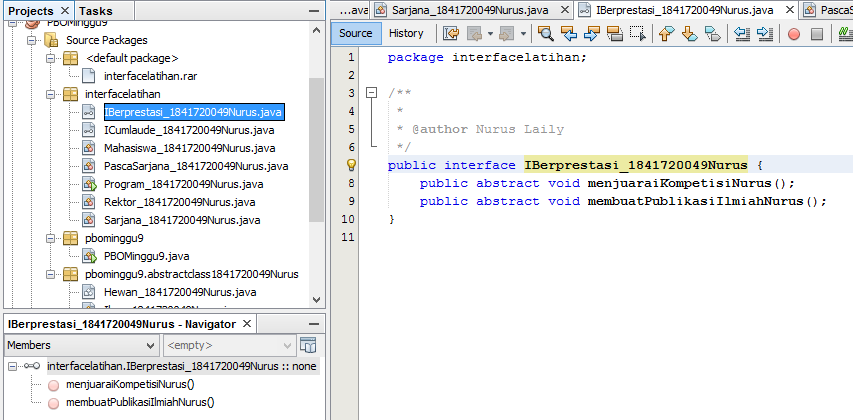 Projects
Tasks
PBOMinggu9
Source Packages
<default package>
interfacelatihan.rar
interfacelatihan
IBerprestasi_1841720049Nurus.java
ICumlaude_1841720049Nurus.java
Mahasiswa_1841720049Nurus.java
PascaSarjana_1841720049Nurus.java
Program_1841720049Nurus.java
Rektor_1841720049Nurus.java
Sarjana_1841720049Nurus.java
pbominggu9
PBOMinggu9.java
pbominggu9.abstractclass1841720049Nurus
Hewan_1841720049Nurus.java
IBerprestasi_1841720049Nurus - Navigator
Members
<empty>
interfacelatihan.IBerprestasi_1841720049Nurus :: none
menjuaraiKompetisiNurus()
membuatPublikasiIlmiahNurus()
...ava
Sarjana_1841720049Nurus.java
IBerprestasi_1841720049Nurus.java
PascaS
Source
History
1 package interfacelatihan;
2
3 /**
4 *
5 * @author Nurus Laily
6 */
public interface IBerprestasi_1841720049Nurus {
8 public abstract void menjuaraiKompetisiNurus();
9 public abstract void membuatPublikasiIlmiahNurus();
10 }
11